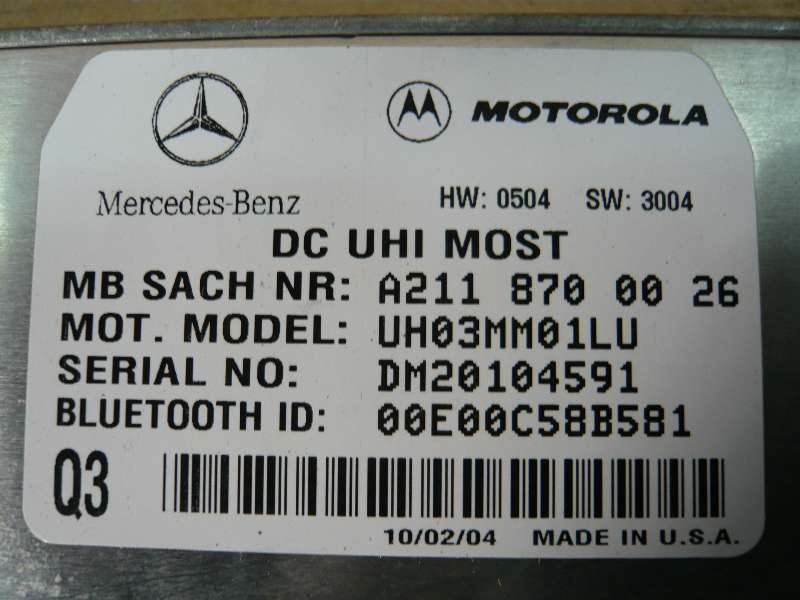 MOTOROLA
Mercedes-Benz HW: 0504 SW: 3004
DC UHI MOST
MB SACH NR: A211 870 00 26
MOT. MODEL: UH03MM01LU
SERIAL NO: DM20104591
BLUETOOTH ID: 00E00C58B581
Q3
10/02/04 MADE IN U.S.A.